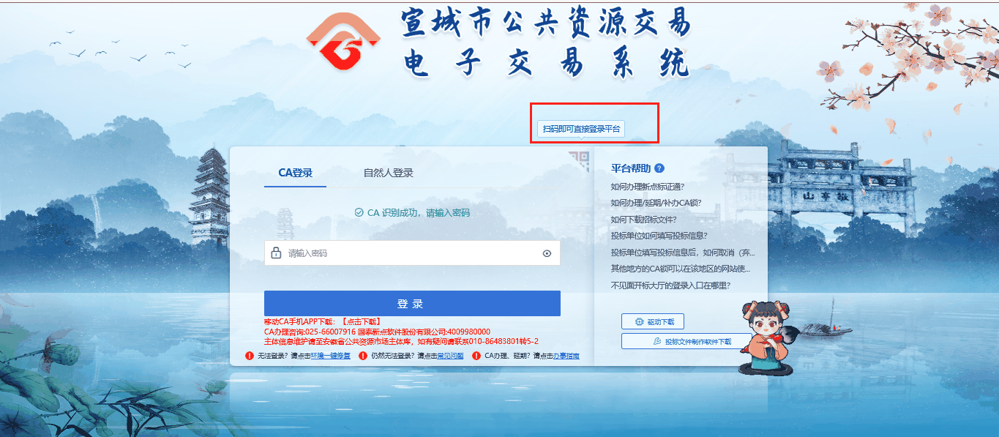 宣城市公共资源交易
电子交易系统
扫码即可直接登录平台
CA登录
自然人登录
CA 识别成功，请输入密码
请输入密码
登 录
移动CA手机APP下载：【点击下载】
CA办理咨询:025-66007916 国泰新点软件股份有限公司:4009980000
主体信息维护请至安徽省公共资源市场主体库，如有疑问请联系010-86483801转5-2
无法登录？请点击环境一键修复
仍然无法登录？请点击常见问题
CA办理、延期？请点击办事指南
平台帮助
如何办理新点标证通?
如何办理/延期/补办CA锁?
如何下载招标文件?
投标单位如何填写投标信息?
投标单位填写投标信息后，如何取消（弃...
其他地方的CA锁可以在该地区的网站使...
不见面开标大厅的登录入口在哪里?
驱动下载
投标文件制作软件下载
山亭敬